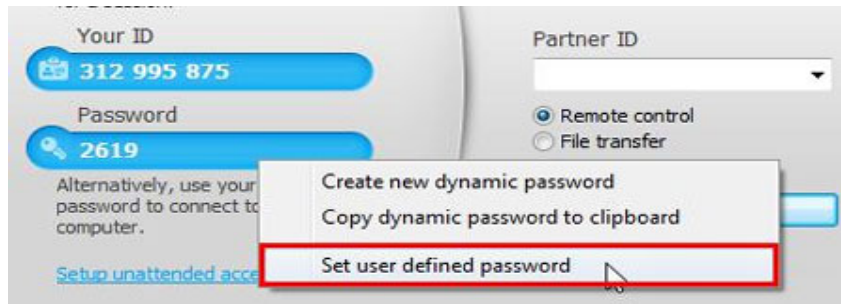 Your ID
312 995 875
Password
2619
Alternatively, use your
password to connect to
computer.
Setup unattended acce
Partner ID
Remote control
File transfer
Create new dynamic password
Copy dynamic password to clipboard
Set user defined password